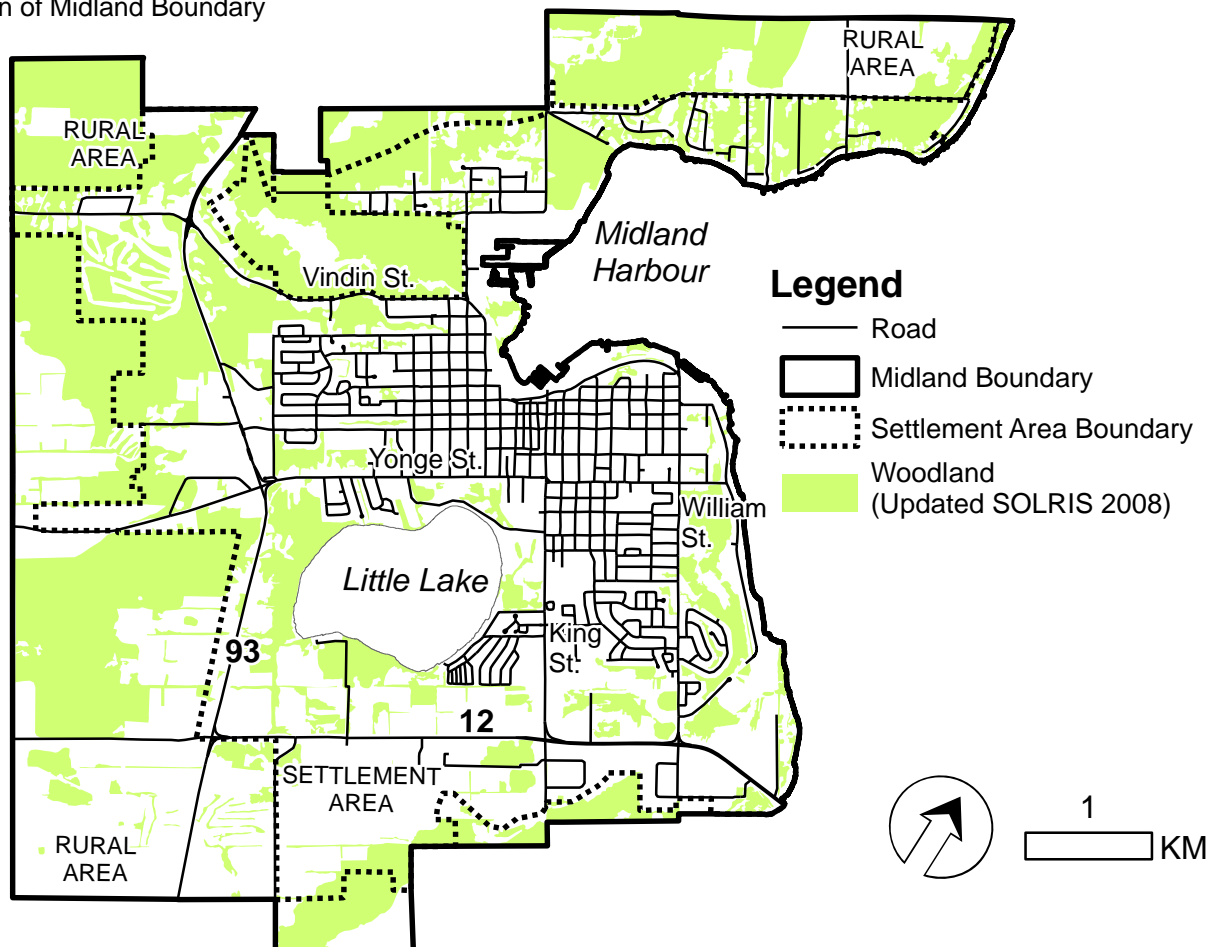 n of Midland Boundary
RURAL
AREA
RURAL
AREA
Midland
Harbour
Vindin St.
Legend
Road
Midland Boundary
Settlement Area Boundary
Woodland
(Updated SOLRIS 2008)
Yonge St.
William
St.
Little Lake
King
St.
93
12
SETTLEMENT
AREA
RURAL
AREA
1
KM